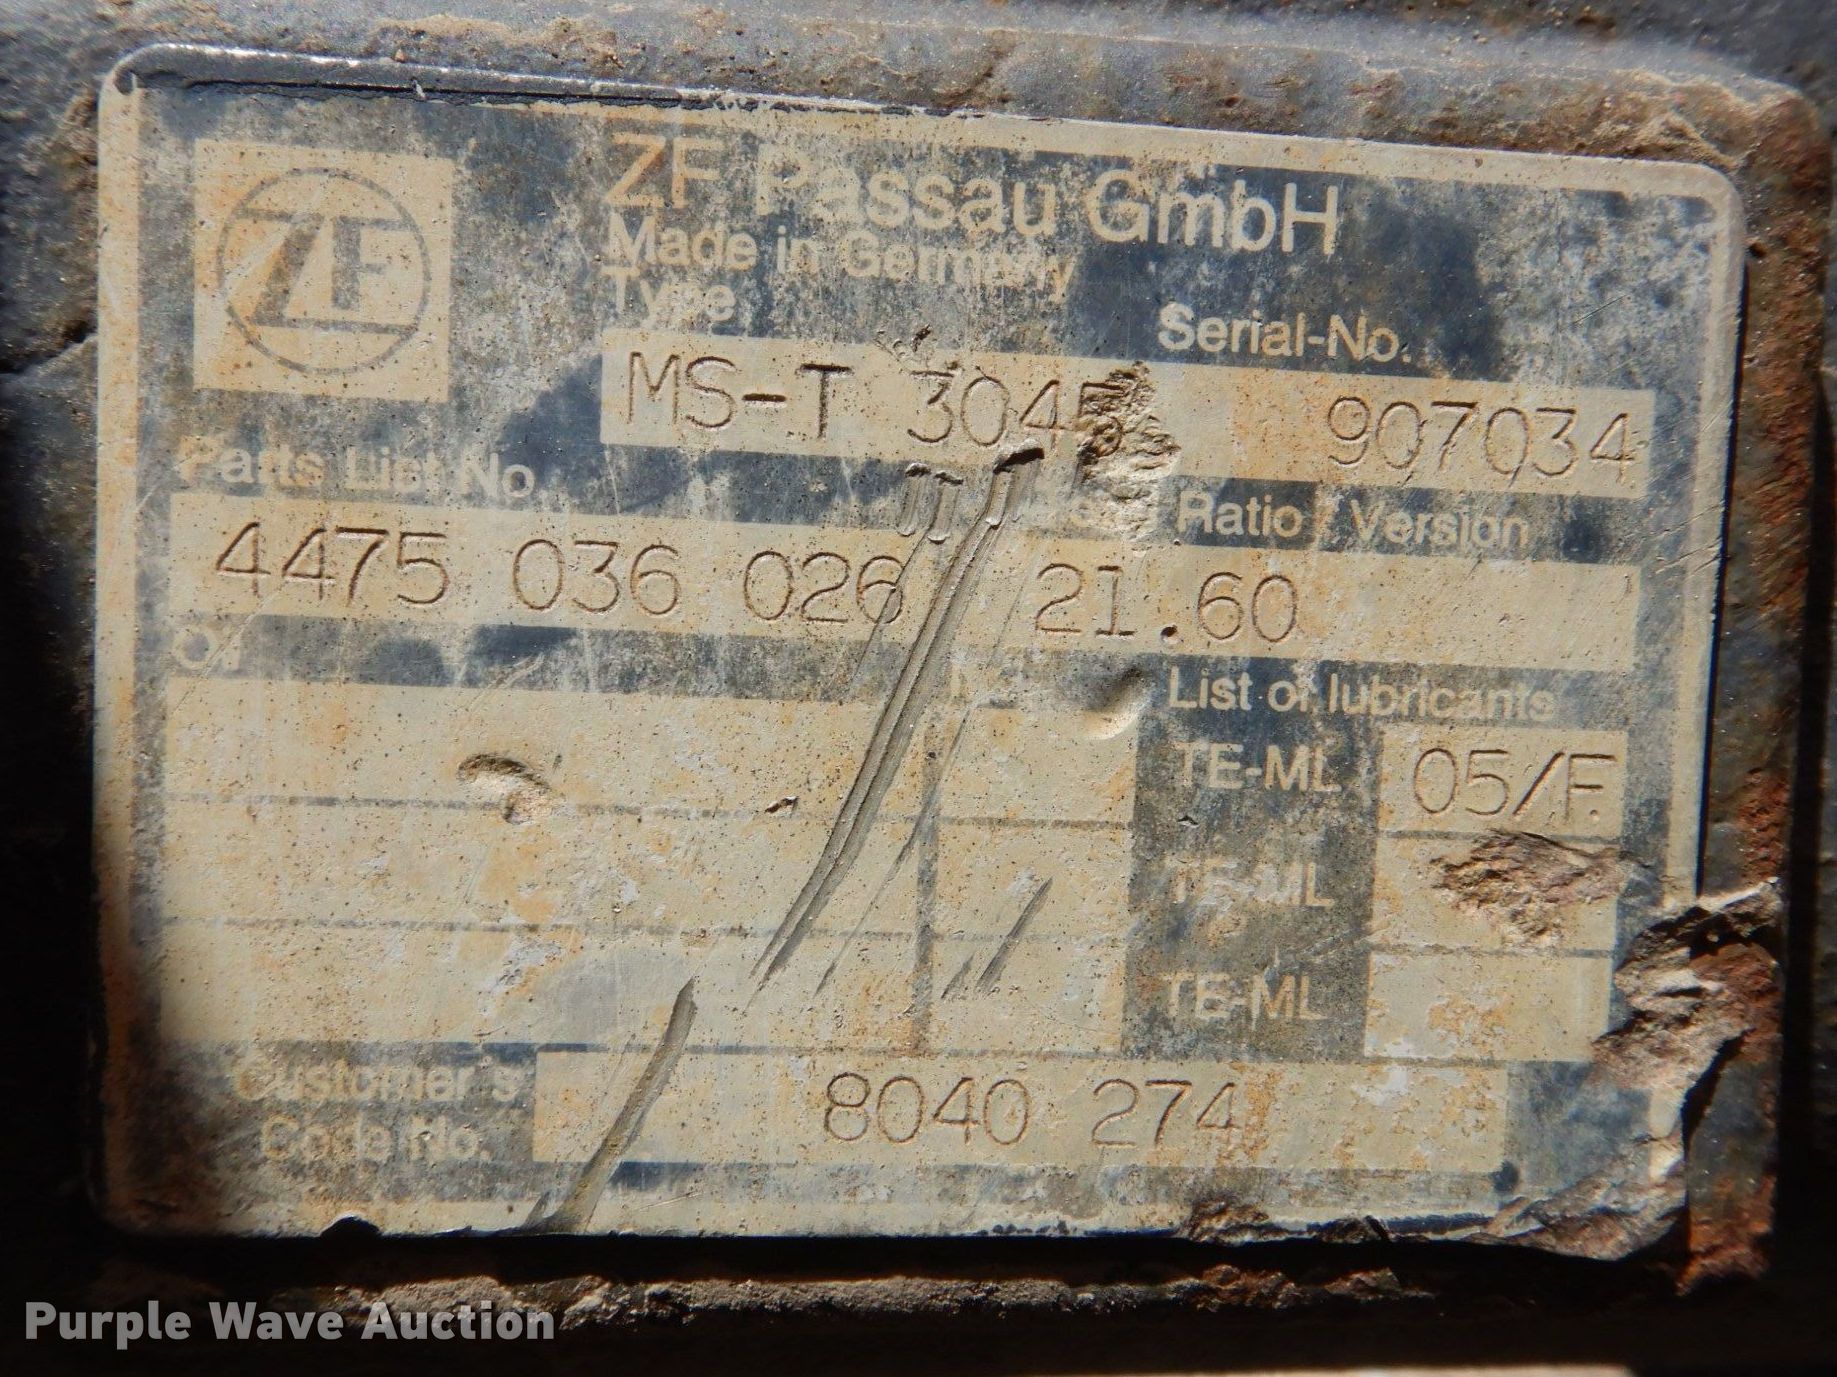 ZF
ZF Passau GmbH
Made in Germany
Type
Serial-No.
MS-T 3045 907034
Parts List No.
Ratio / Version
4475 036 026 21.60
Oil
List of lubricants
TE-ML 05/F
TE-ML
TE-ML
Customer's
Code No.
8040 274
Purple Wave Auction